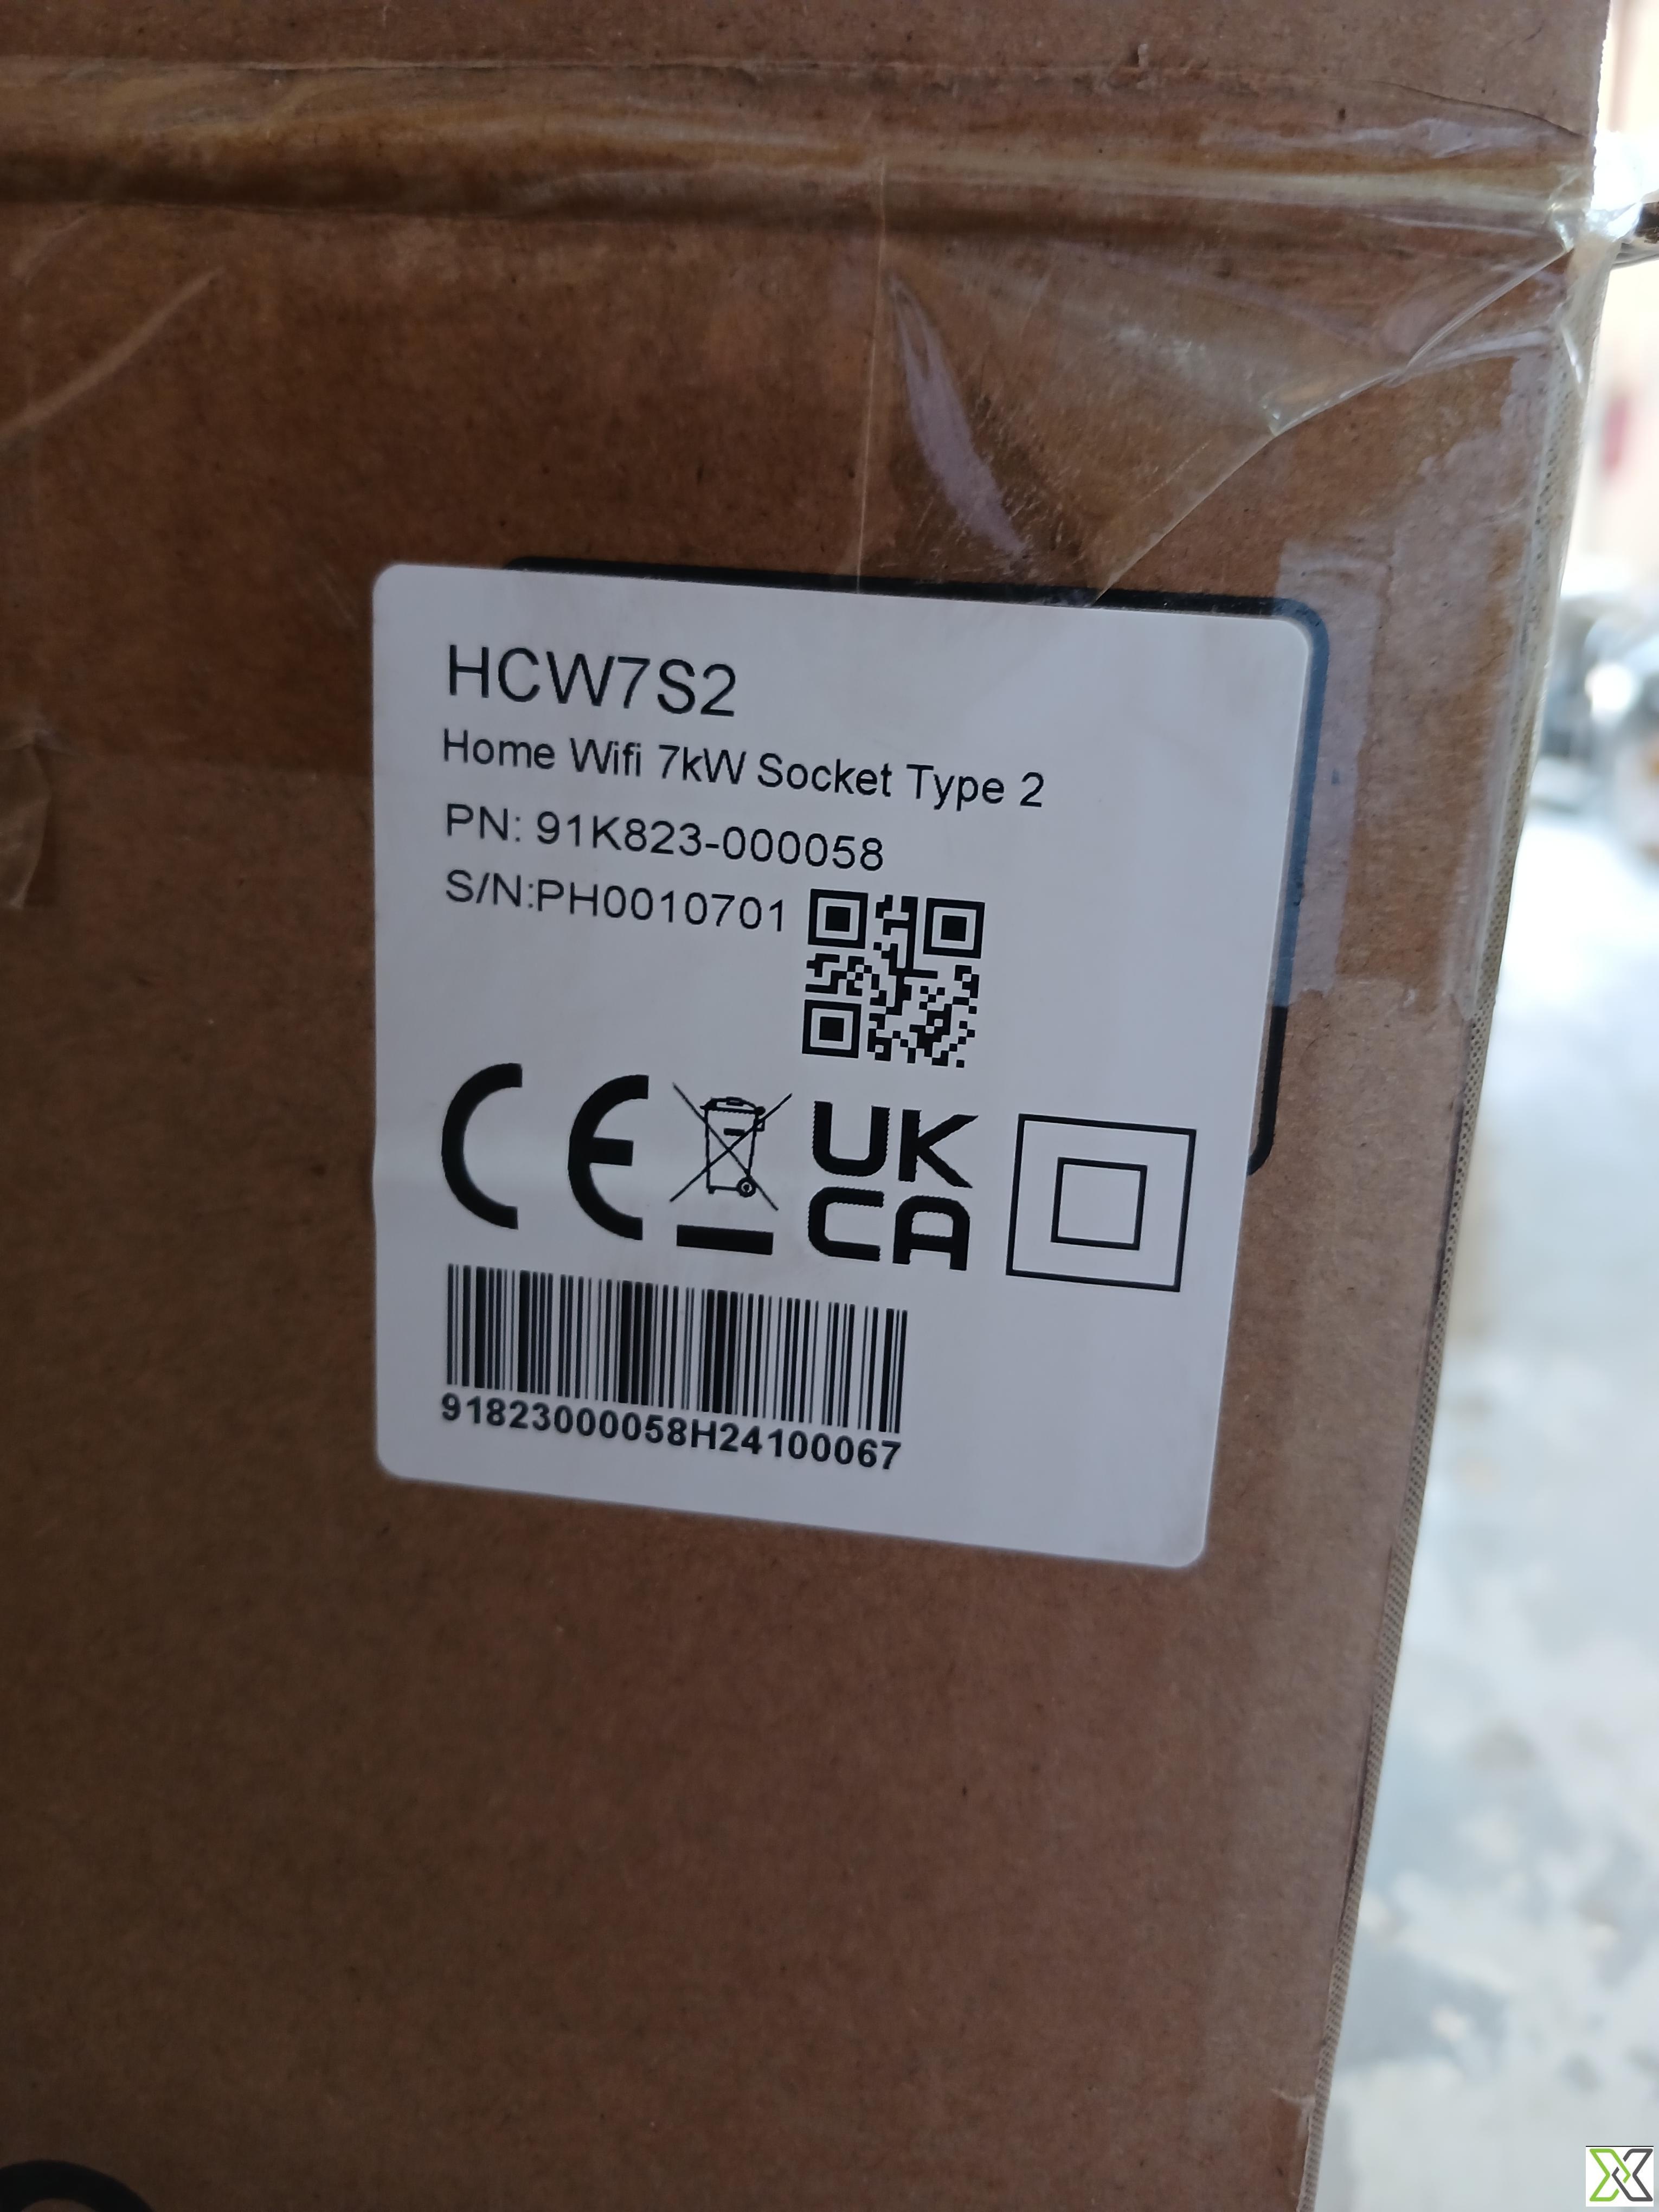 HCW7S2
Home Wifi 7kW Socket Type 2
PN: 91K823-000058
S/N:PH0010701
CE
UK
CA
91823000058H24100067